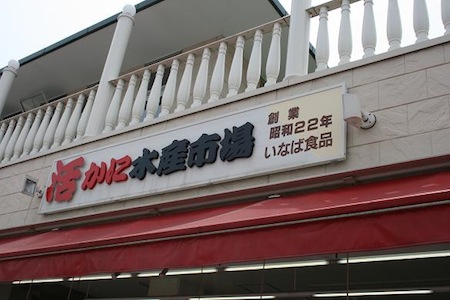 活かに水産市場
創業
昭和22年
いなば食品